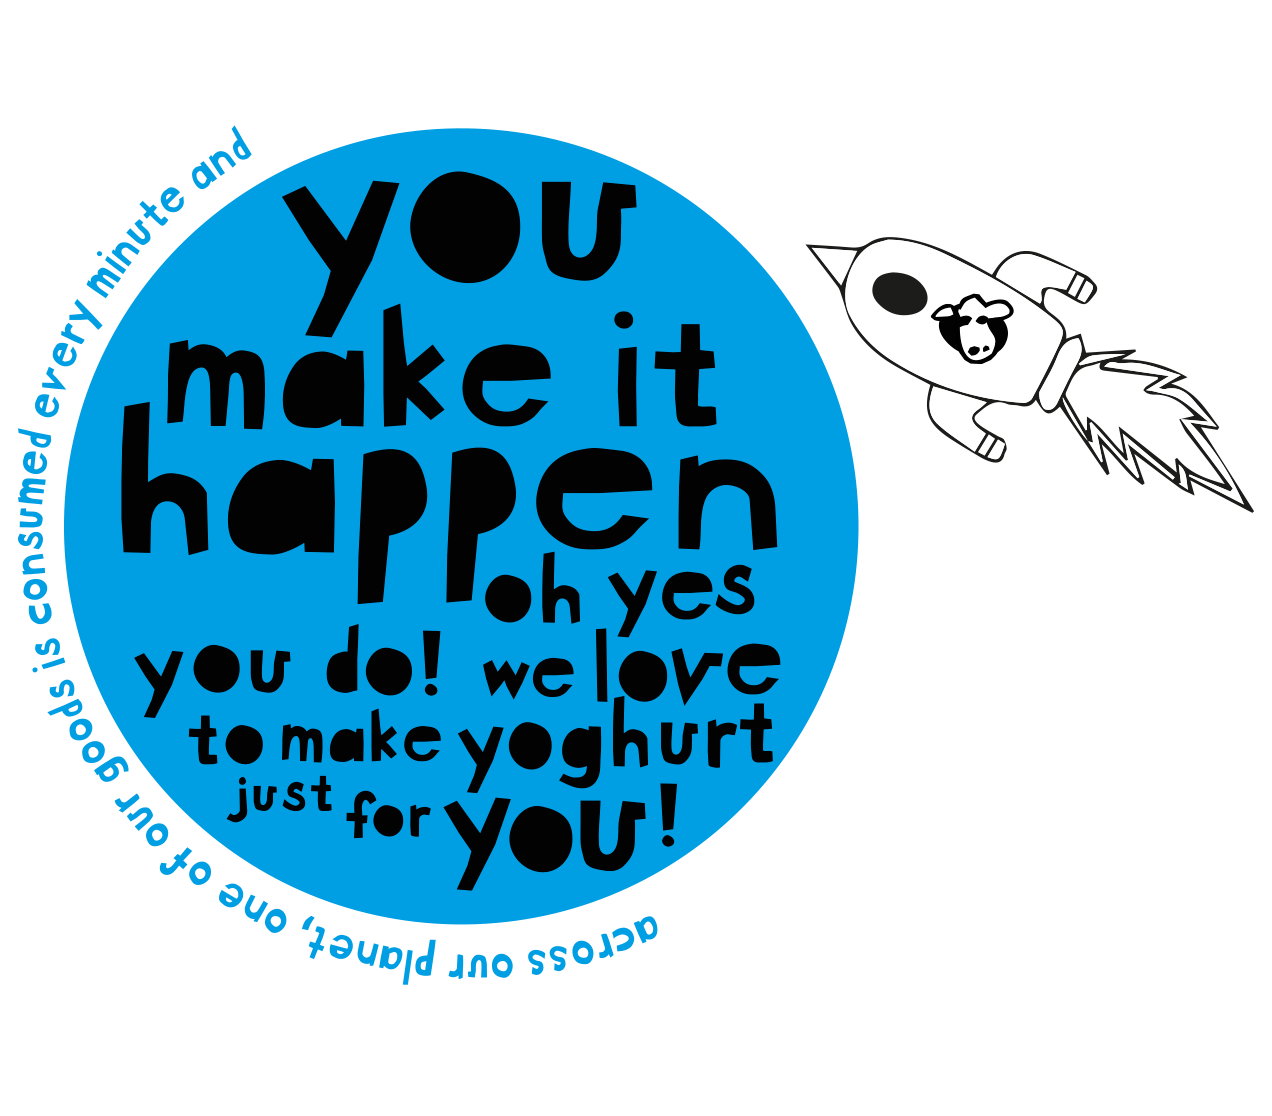 you
make it
happen
oh yes
you do! we love
to make yoghurt
just for you!
across our planet, one of our goods is consumed every minute and